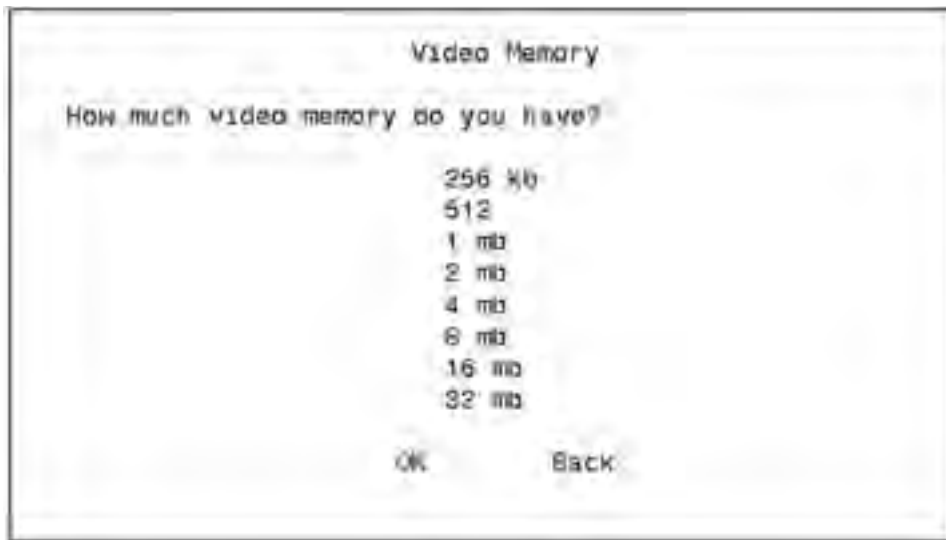 Video Memory
How much video memory do you have?
256 kb
512
1 mb
2 mb
4 mb
8 mb
16 mb
32 mb
OK Back